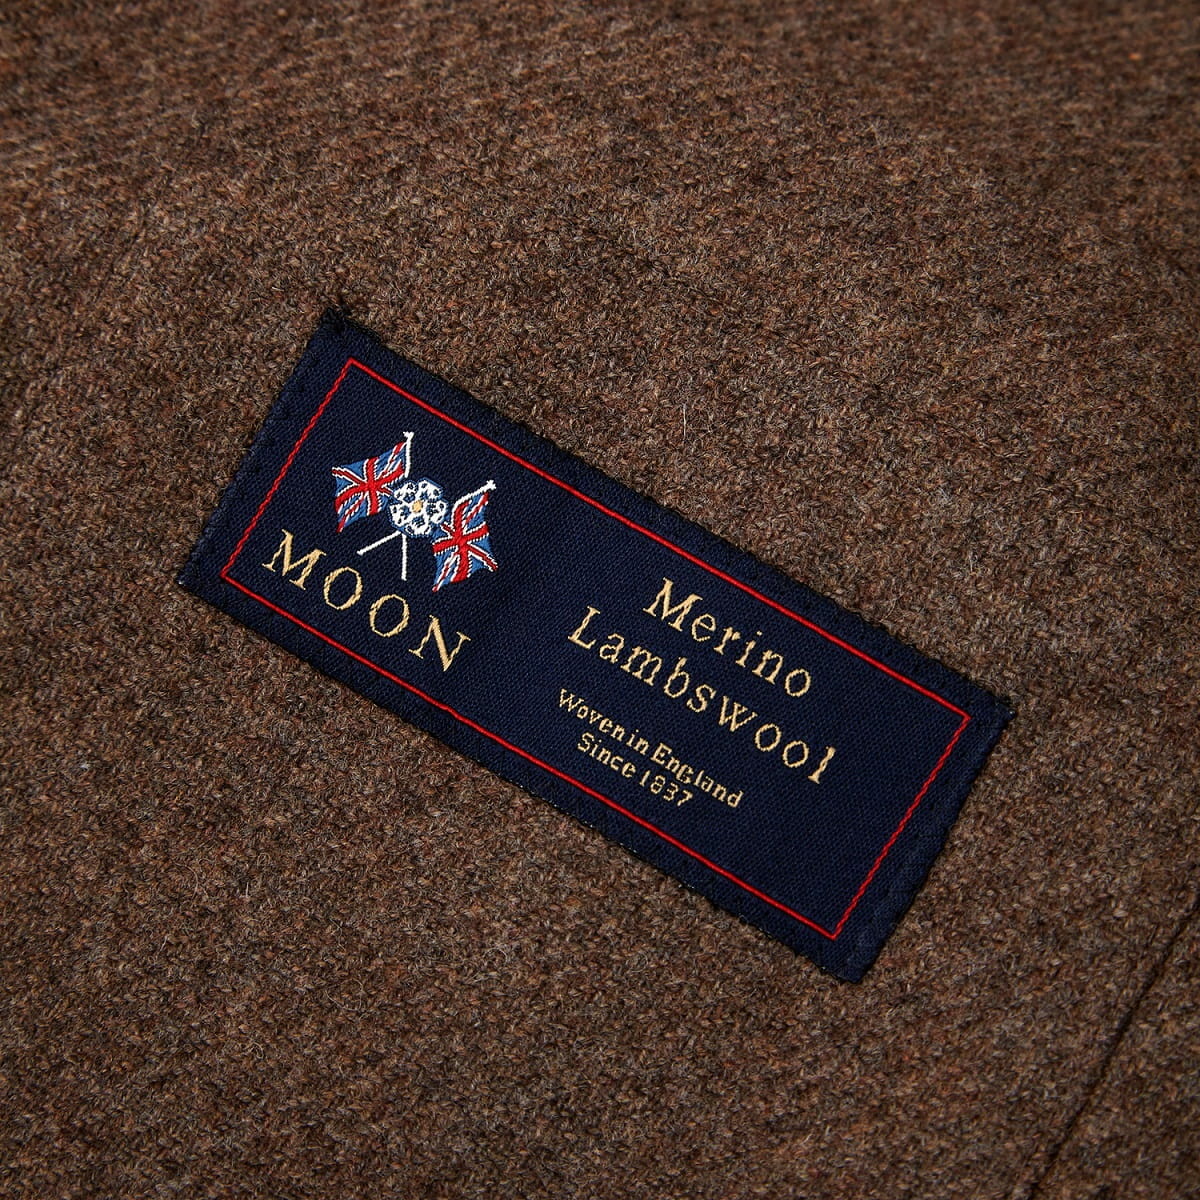 MOON
Merino
Lambswool
Woven in England
Since 1837